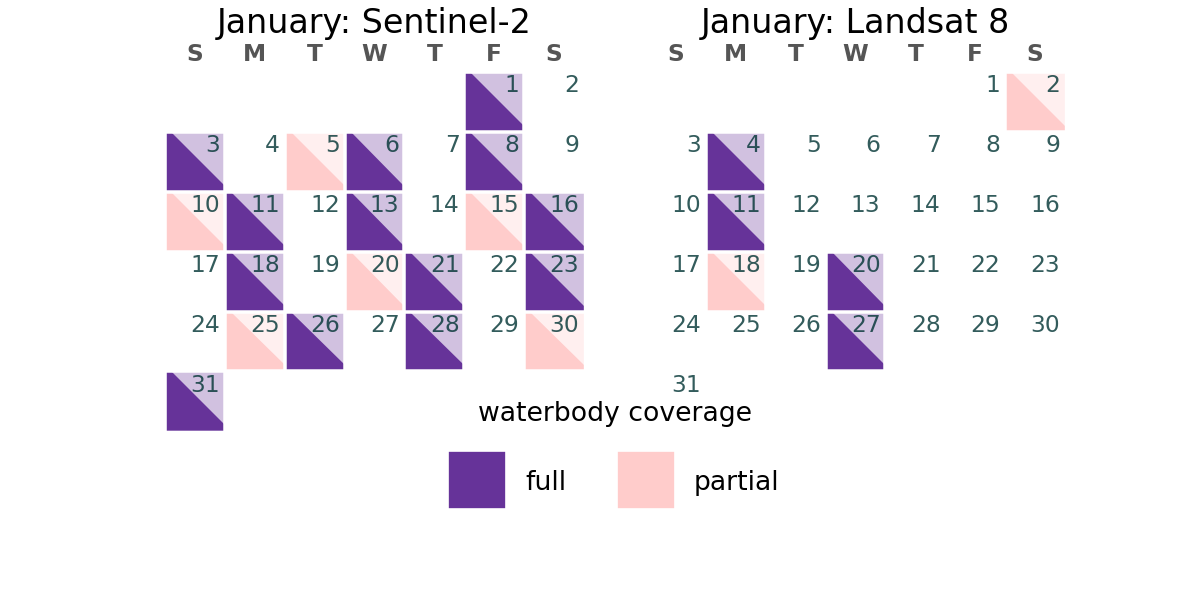 January: Sentinel-2
S M T W T F S
1 2
3 4 5 6 7 8 9
10 11 12 13 14 15 16
17 18 19 20 21 22 23
24 25 26 27 28 29 30
31
January: Landsat 8
S M T W T F S
1 2
3 4 5 6 7 8 9
10 11 12 13 14 15 16
17 18 19 20 21 22 23
24 25 26 27 28 29 30
31
waterbody coverage
full partial